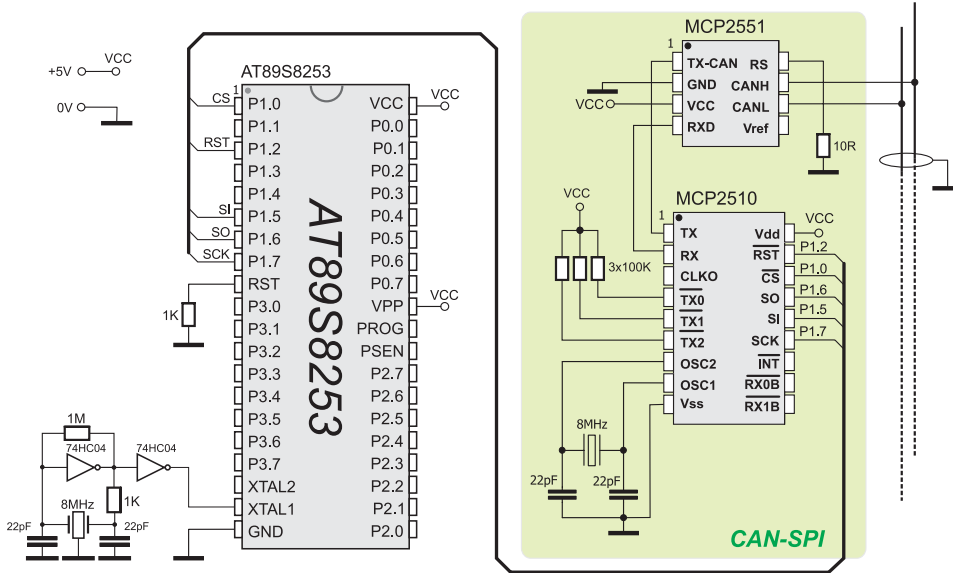 +5V
VCC
0V
AT89S8253
1
CS
RST
SI
SO
SCK
P1.0
P1.1
P1.2
P1.3
P1.4
P1.5
P1.6
P1.7
RST
P3.0
P3.1
P3.2
P3.3
P3.4
P3.5
P3.6
P3.7
XTAL2
XTAL1
GND
AT89S8253
VCC
P0.0
P0.1
P0.2
P0.3
P0.4
P0.5
P0.6
P0.7
VPP
PROG
PSEN
P2.7
P2.6
P2.5
P2.4
P2.3
P2.2
P2.1
P2.0
VCC
VCC
1K
1M
74HC04
74HC04
1K
8MHz
22pF
22pF
MCP2551
1
TX-CAN
GND
VCC
RXD
RS
CANH
CANL
Vref
VCC
10R
MCP2510
1
TX
RX
CLKO
TX0
TX1
TX2
OSC2
OSC1
Vss
Vdd
RST
CS
SO
SI
SCK
INT
RX0B
RX1B
VCC
P1.2
P1.0
P1.6
P1.5
P1.7
VCC
3x100K
8MHz
22pF
22pF
CAN-SPI